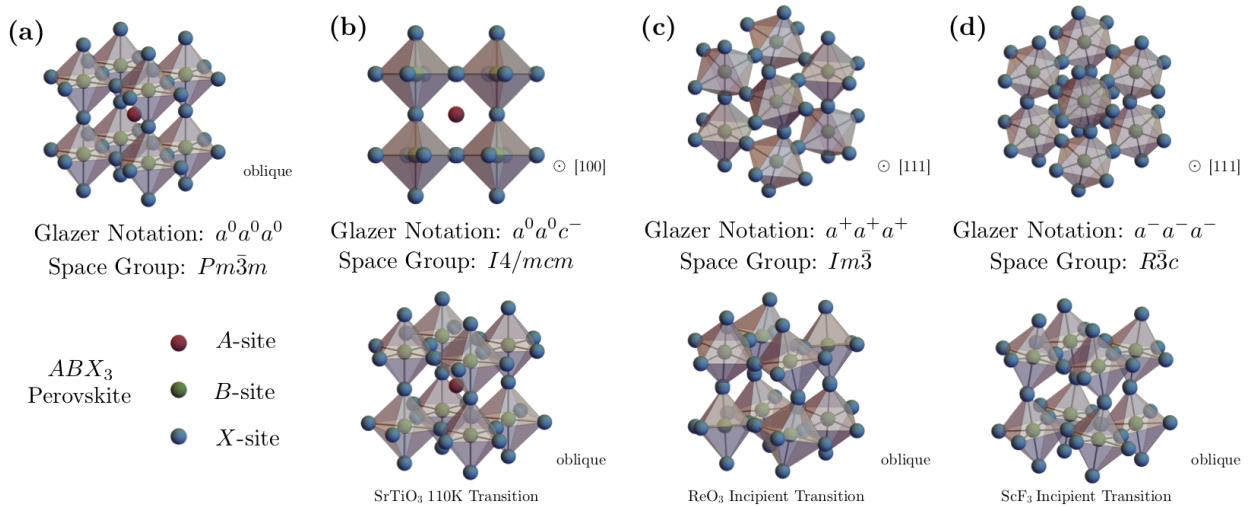 (a)
oblique
Glazer Notation: a⁰a⁰a⁰
Space Group: Pm3̄m
ABX₃
Perovskite
A-site
B-site
X-site
(b)
⊙ [100]
Glazer Notation: a⁰a⁰c⁻
Space Group: I4/mcm
oblique
SrTiO₃ 110K Transition
(c)
⊙ [111]
Glazer Notation: a⁺a⁺a⁺
Space Group: Im3̄
oblique
ReO₃ Incipient Transition
(d)
⊙ [111]
Glazer Notation: a⁻a⁻a⁻
Space Group: R3̄c
oblique
ScF₃ Incipient Transition